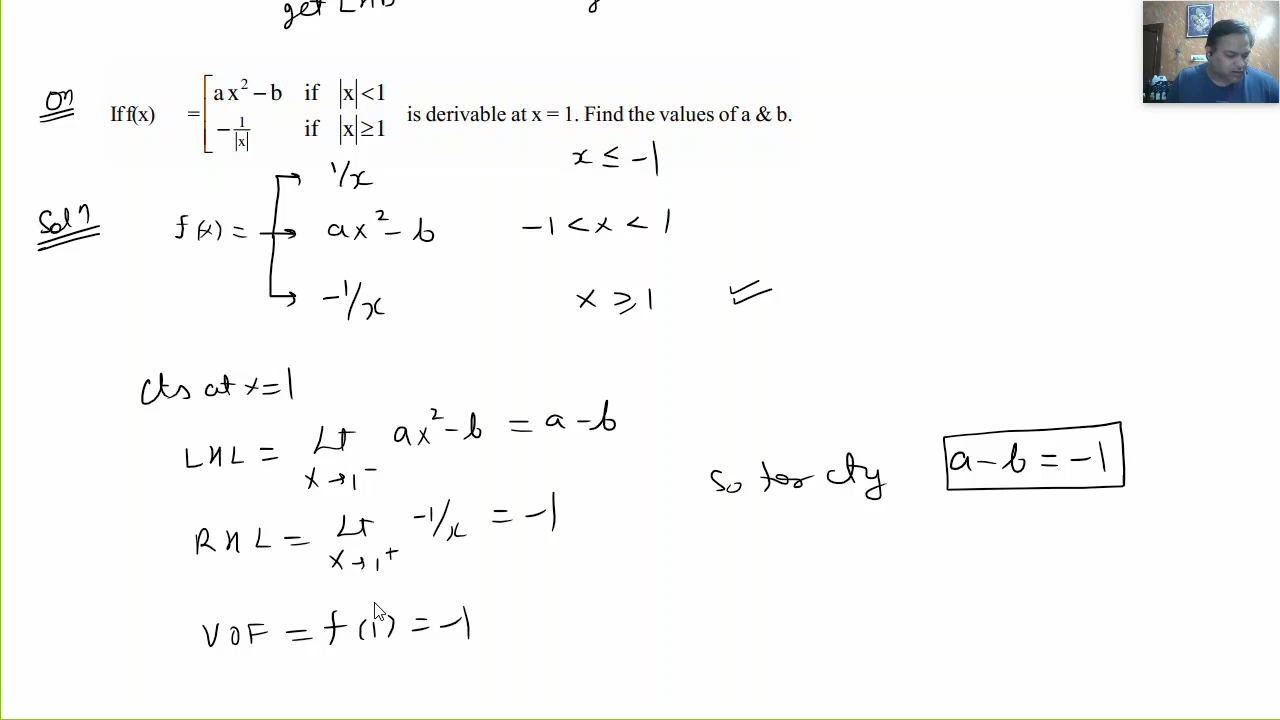 get LHD
Qn
If f(x) = [ ax² − b if |x| < 1
− 1/|x| if |x| ≥ 1 is derivable at x = 1. Find the values of a & b.
1/x x ≤ −1
Solⁿ f(x) = ax² − b −1 < x < 1
−1/x x ≥ 1
Cts at x=1
LHL = Lt x→1⁻ ax² − b = a − b
So for cty a − b = −1
RHL = Lt x→1⁺ −1/x = −1
VOF = f(1) = −1